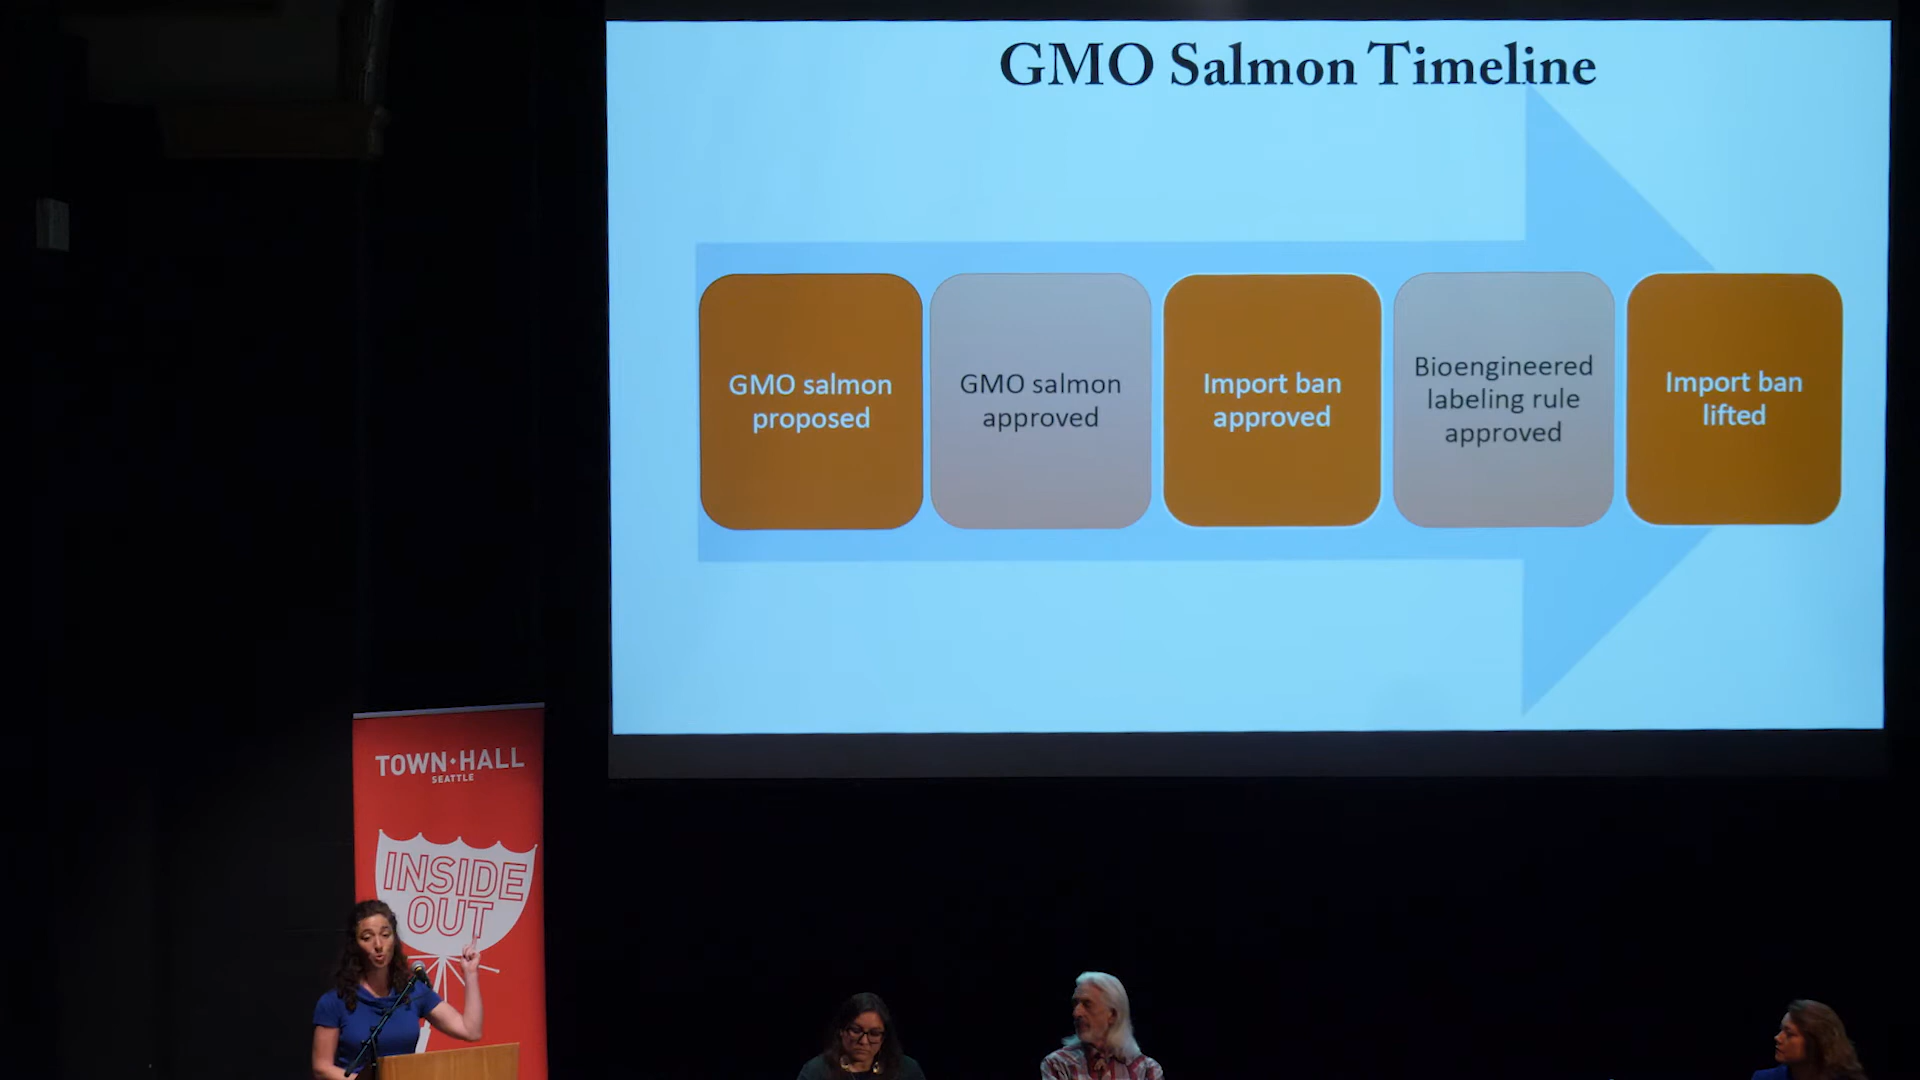 GMO Salmon Timeline
GMO salmon
proposed
GMO salmon
approved
Import ban
approved
Bioengineered
labeling rule
approved
Import ban
lifted
TOWN HALL
SEATTLE
INSIDE
OUT